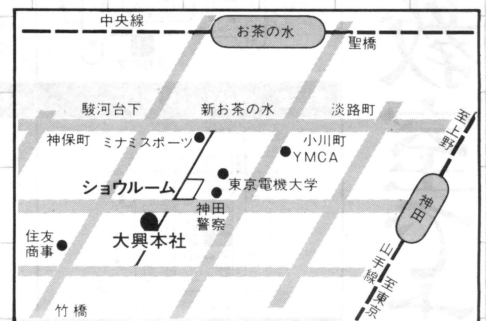 中央線
お茶の水
聖橋
駿河台下
新お茶の水
淡路町
至上野
神保町
ミナミスポーツ
小川町
YMCA
ショウルーム
東京電機大学
神田
神田
警察
大興本社
住友
商事
山手線
至東京
竹橋